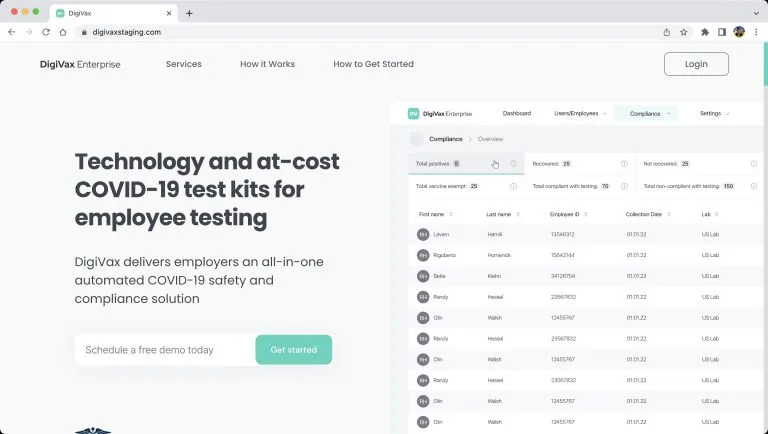 DigiVax
digivaxstaging.com
DigiVax Enterprise
Services
How it Works
How to Get Started
Login
Technology and at-cost
COVID-19 test kits for
employee testing
DigiVax delivers employers an all-in-one
automated COVID-19 safety and
compliance solution
Schedule a free demo today
Get started
DV DigiVax Enterprise Dashboard Users/Employees Compliance Settings
Compliance > Overview
Total positives: 5 Recovered: 25 Not recovered: 25
Total vaccine exempt: 25 Total compliant with testing: 70 Total non-compliant with testing: 150
First name Last name Employee ID Collection Date Lab
RH Lavern Hamill 13546312 01.01.22 US Lab
RH Rigoberto Homenick 15642144 01.01.22 US Lab
RH Bette Kiehn 34126754 01.01.22 US Lab
RH Randy Hessel 23567832 01.01.22 US Lab
RH Olin Walsh 12455767 01.01.22 US Lab
RH Randy Hessel 23567832 01.01.22 US Lab
RH Olin Walsh 12455767 01.01.22 US Lab
RH Randy Hessel 23567832 01.01.22 US Lab
RH Olin Walsh 12455767 01.01.22 US Lab
RH Olin Walsh 12455767 01.01.22 US Lab